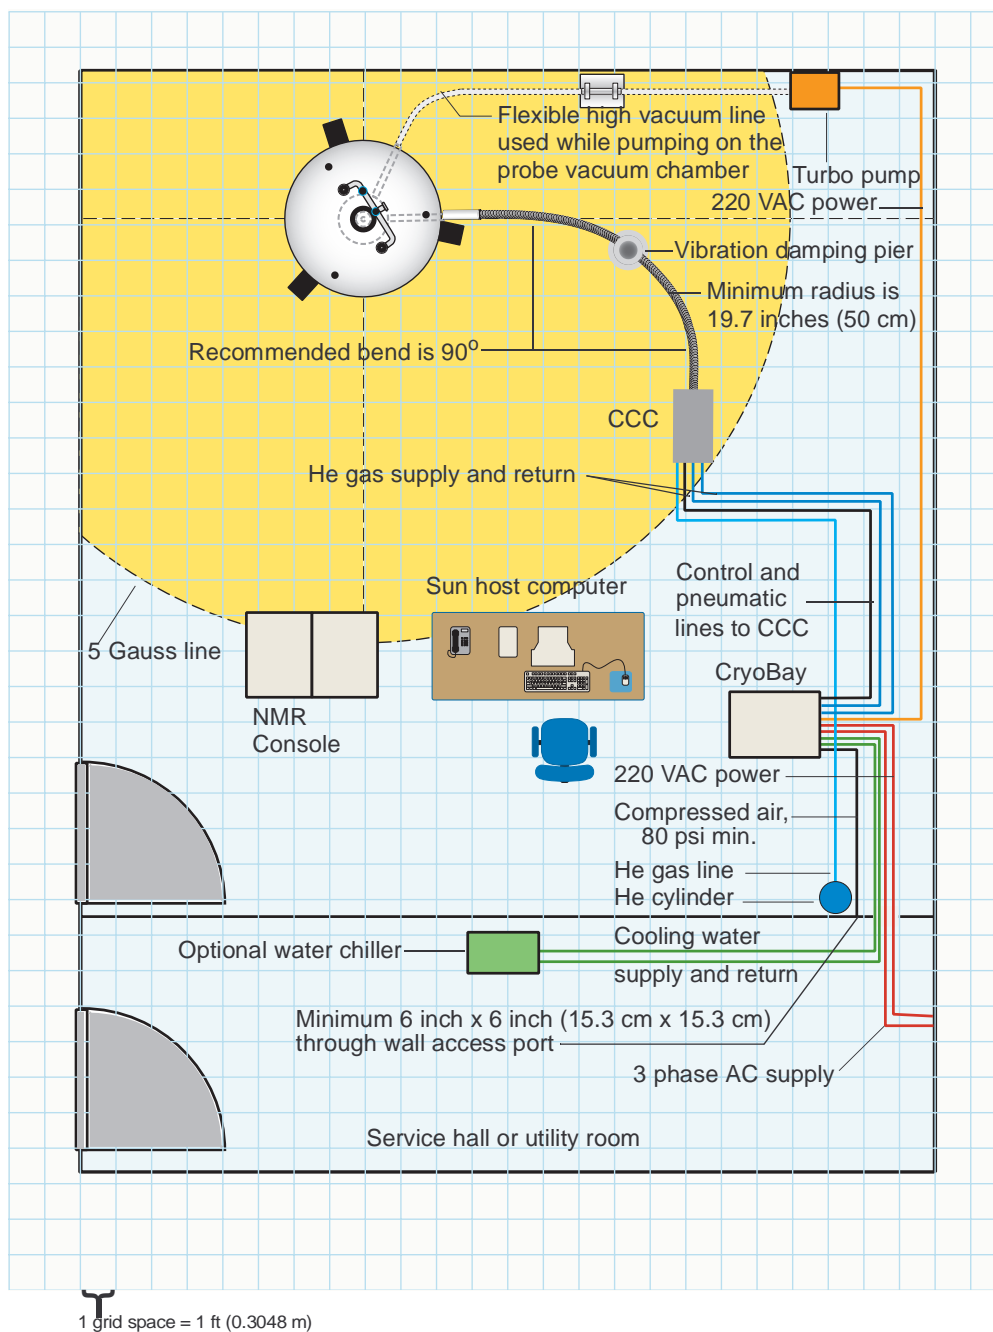 Flexible high vacuum line
used while pumping on the
probe vacuum chamber
Turbo pump
220 VAC power
Vibration damping pier
Minimum radius is
19.7 inches (50 cm)
Recommended bend is 90°
CCC
He gas supply and return
Sun host computer
Control and
pneumatic
lines to CCC
5 Gauss line
CryoBay
NMR
Console
220 VAC power
Compressed air,
80 psi min.
He gas line
He cylinder
Optional water chiller
Cooling water
supply and return
Minimum 6 inch x 6 inch (15.3 cm x 15.3 cm)
through wall access port
3 phase AC supply
Service hall or utility room
1 grid space = 1 ft (0.3048 m)